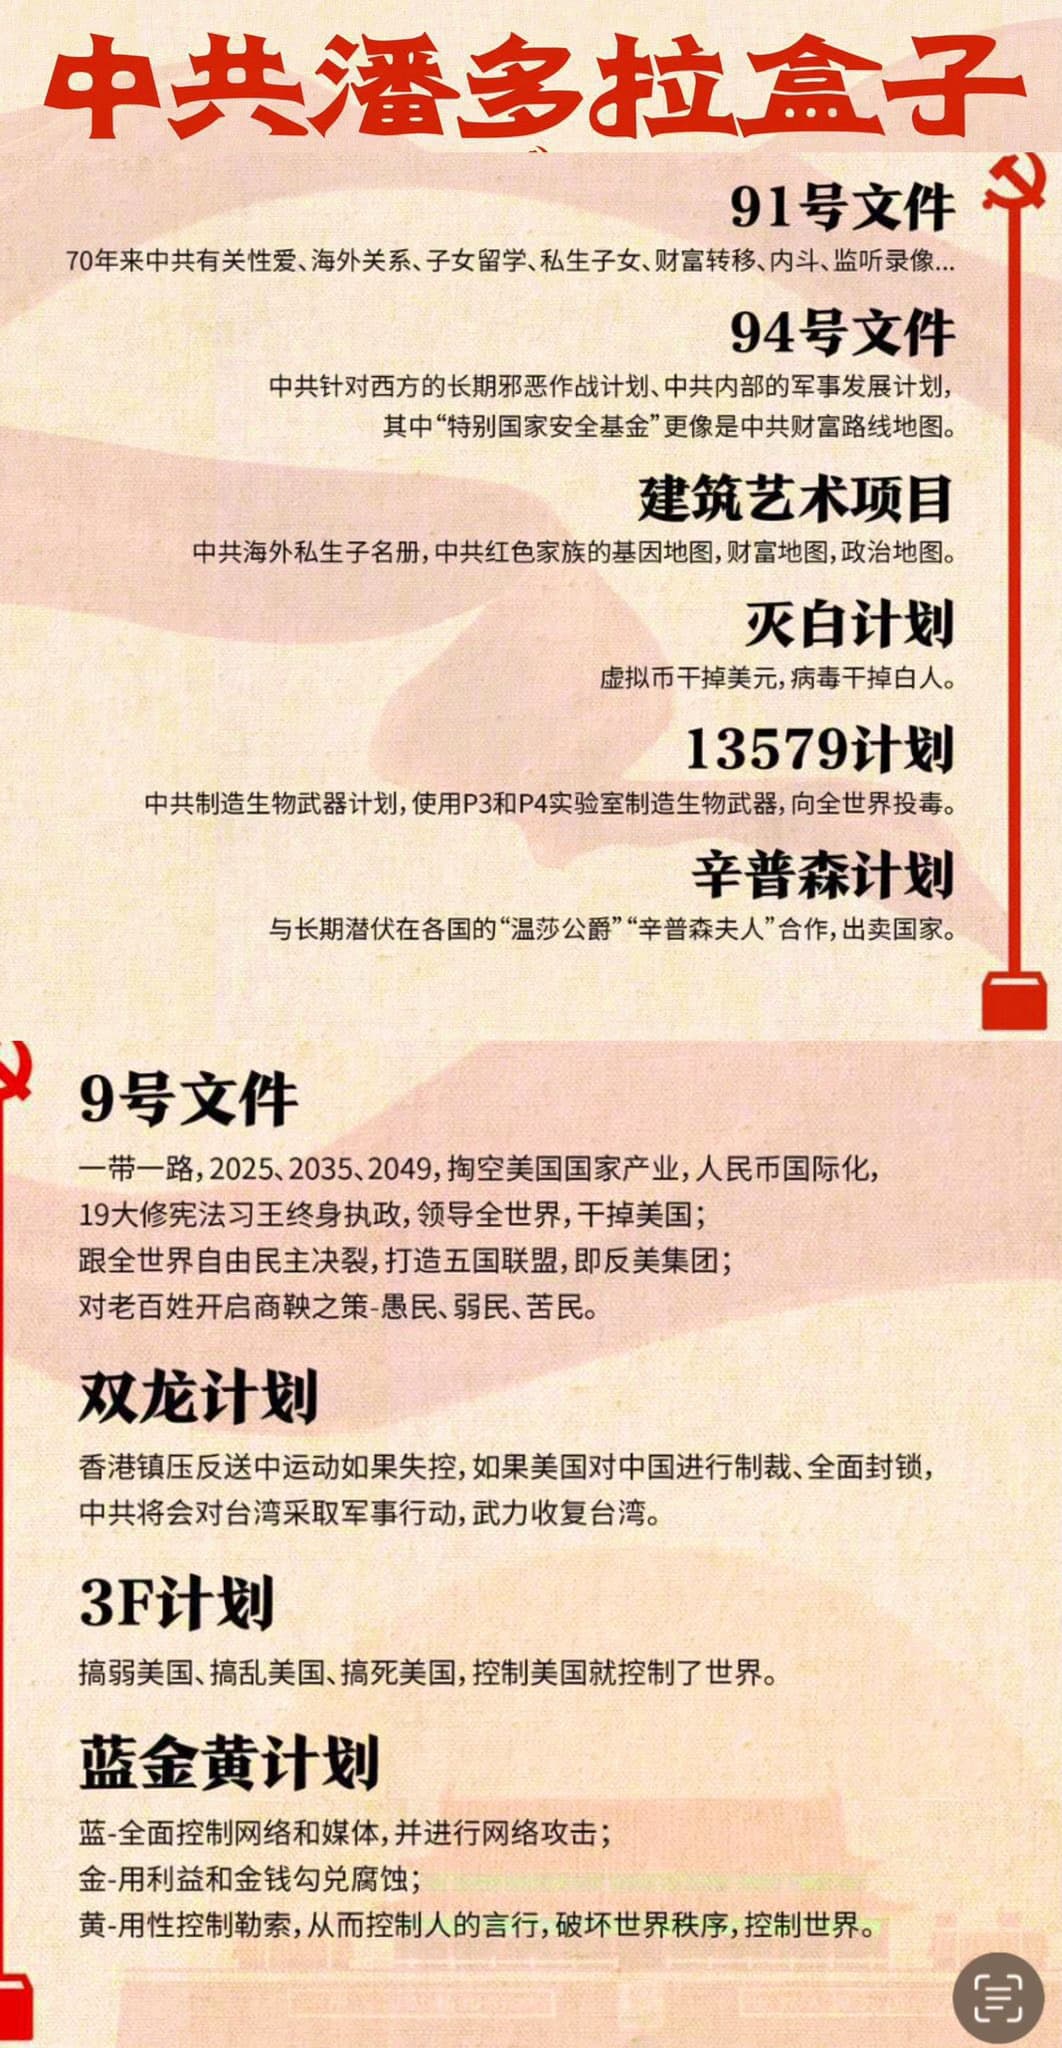 中共潘多拉盒子
91号文件
70年来中共有关性爱、海外关系、子女留学、私生子女、财富转移、内斗、监听录像...
94号文件
中共针对西方的长期邪恶作战计划、中共内部的军事发展计划，
其中“特别国家安全基金”更像是中共财富路线地图。
建筑艺术项目
中共海外私生子名册，中共红色家族的基因地图，财富地图，政治地图。
灭白计划
虚拟币干掉美元，病毒干掉白人。
13579计划
中共制造生物武器计划，使用P3和P4实验室制造生物武器，向全世界投毒。
辛普森计划
与长期潜伏在各国的“温莎公爵”“辛普森夫人”合作，出卖国家。
9号文件
一带一路，2025、2035、2049，掏空美国国家产业，人民币国际化，
19大修宪法习王终身执政，领导全世界，干掉美国；
跟全世界自由民主决裂，打造五国联盟，即反美集团；
对老百姓开启商鞅之策-愚民、弱民、苦民。
双龙计划
香港镇压反送中运动如果失控，如果美国对中国进行制裁、全面封锁，
中共将会对台湾采取军事行动，武力收复台湾。
3F计划
搞弱美国、搞乱美国、搞死美国，控制美国就控制了世界。
蓝金黄计划
蓝-全面控制网络和媒体，并进行网络攻击；
金-用利益和金钱勾兑腐蚀；
黄-用性控制勒索，从而控制人的言行，破坏世界秩序，控制世界。